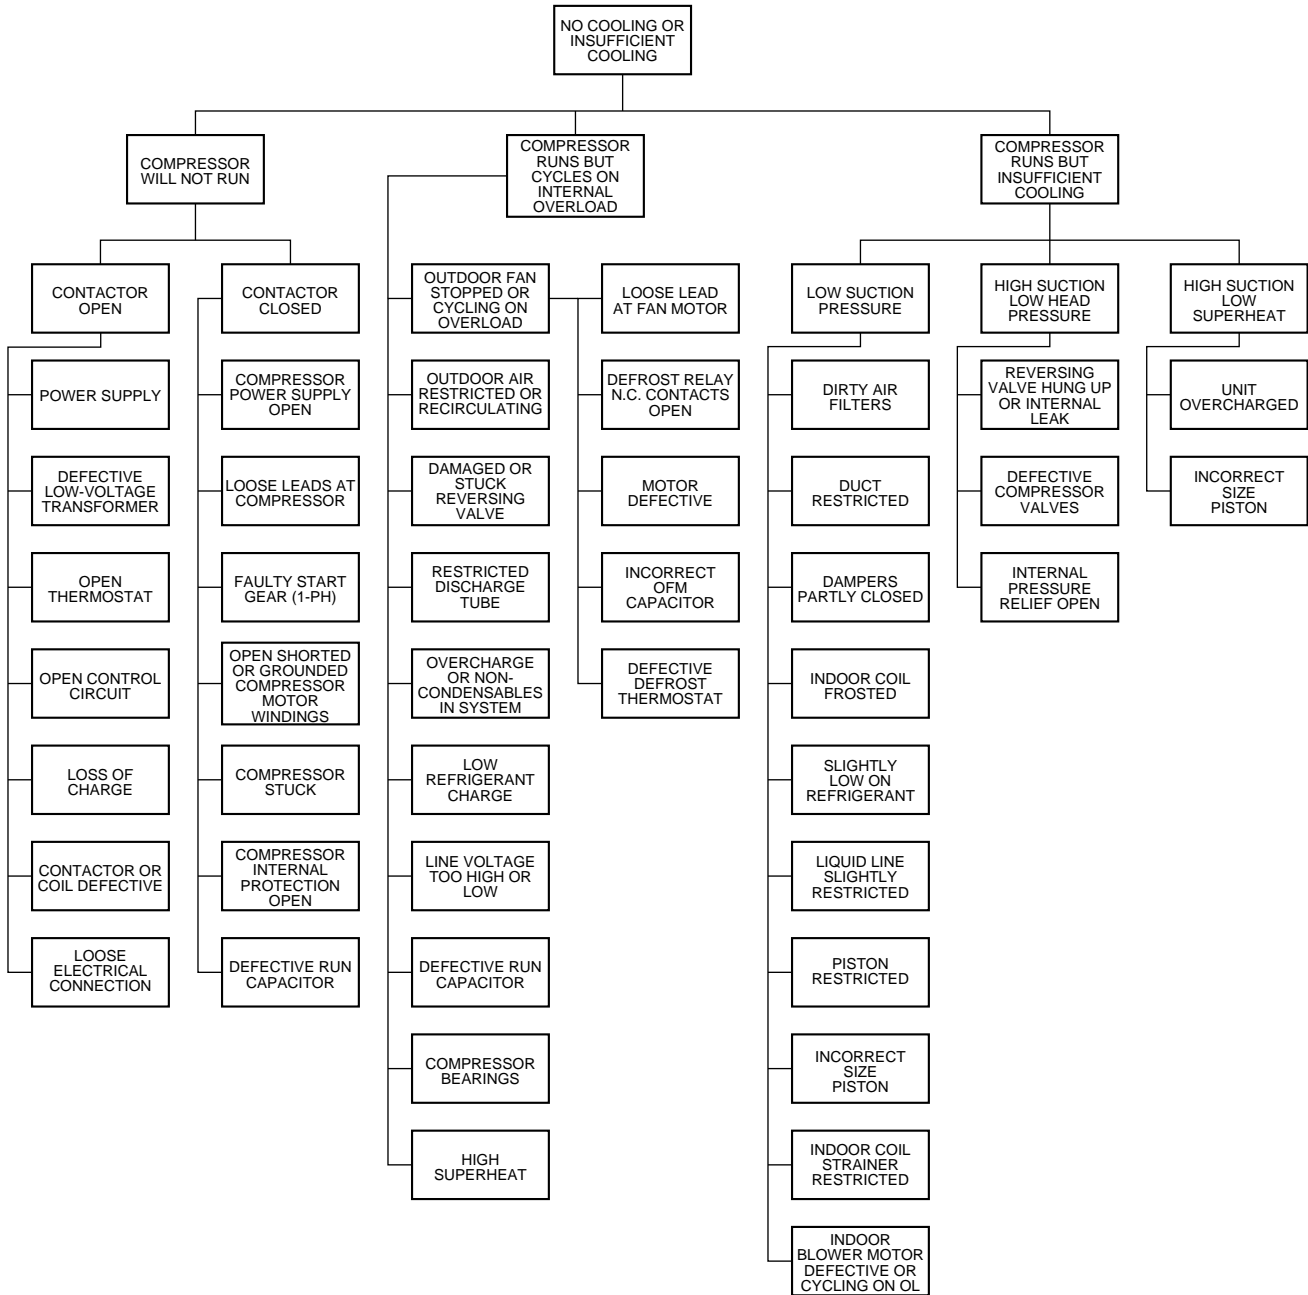 NO COOLING OR
INSUFFICIENT
COOLING
COMPRESSOR
WILL NOT RUN
COMPRESSOR
RUNS BUT
CYCLES ON
INTERNAL
OVERLOAD
COMPRESSOR
RUNS BUT
INSUFFICIENT
COOLING
CONTACTOR
OPEN
POWER SUPPLY
DEFECTIVE
LOW-VOLTAGE
TRANSFORMER
OPEN
THERMOSTAT
OPEN CONTROL
CIRCUIT
LOSS OF
CHARGE
CONTACTOR OR
COIL DEFECTIVE
LOOSE
ELECTRICAL
CONNECTION
CONTACTOR
CLOSED
COMPRESSOR
POWER SUPPLY
OPEN
LOOSE LEADS AT
COMPRESSOR
FAULTY START
GEAR (1-PH)
OPEN SHORTED
OR GROUNDED
COMPRESSOR
MOTOR
WINDINGS
COMPRESSOR
STUCK
COMPRESSOR
INTERNAL
PROTECTION
OPEN
DEFECTIVE RUN
CAPACITOR
OUTDOOR FAN
STOPPED OR
CYCLING ON
OVERLOAD
OUTDOOR AIR
RESTRICTED OR
RECIRCULATING
DAMAGED OR
STUCK
REVERSING
VALVE
RESTRICTED
DISCHARGE
TUBE
OVERCHARGE
OR NON-
CONDENSABLES
IN SYSTEM
LOW
REFRIGERANT
CHARGE
LINE VOLTAGE
TOO HIGH OR
LOW
DEFECTIVE RUN
CAPACITOR
COMPRESSOR
BEARINGS
HIGH
SUPERHEAT
LOOSE LEAD
AT FAN MOTOR
DEFROST RELAY
N.C. CONTACTS
OPEN
MOTOR
DEFECTIVE
INCORRECT
OFM
CAPACITOR
DEFECTIVE
DEFROST
THERMOSTAT
LOW SUCTION
PRESSURE
DIRTY AIR
FILTERS
DUCT
RESTRICTED
DAMPERS
PARTLY CLOSED
INDOOR COIL
FROSTED
SLIGHTLY
LOW ON
REFRIGERANT
LIQUID LINE
SLIGHTLY
RESTRICTED
PISTON
RESTRICTED
INCORRECT
SIZE
PISTON
INDOOR COIL
STRAINER
RESTRICTED
INDOOR
BLOWER MOTOR
DEFECTIVE OR
CYCLING ON OL
HIGH SUCTION
LOW HEAD
PRESSURE
REVERSING
VALVE HUNG UP
OR INTERNAL
LEAK
DEFECTIVE
COMPRESSOR
VALVES
INTERNAL
PRESSURE
RELIEF OPEN
HIGH SUCTION
LOW
SUPERHEAT
UNIT
OVERCHARGED
INCORRECT
SIZE
PISTON